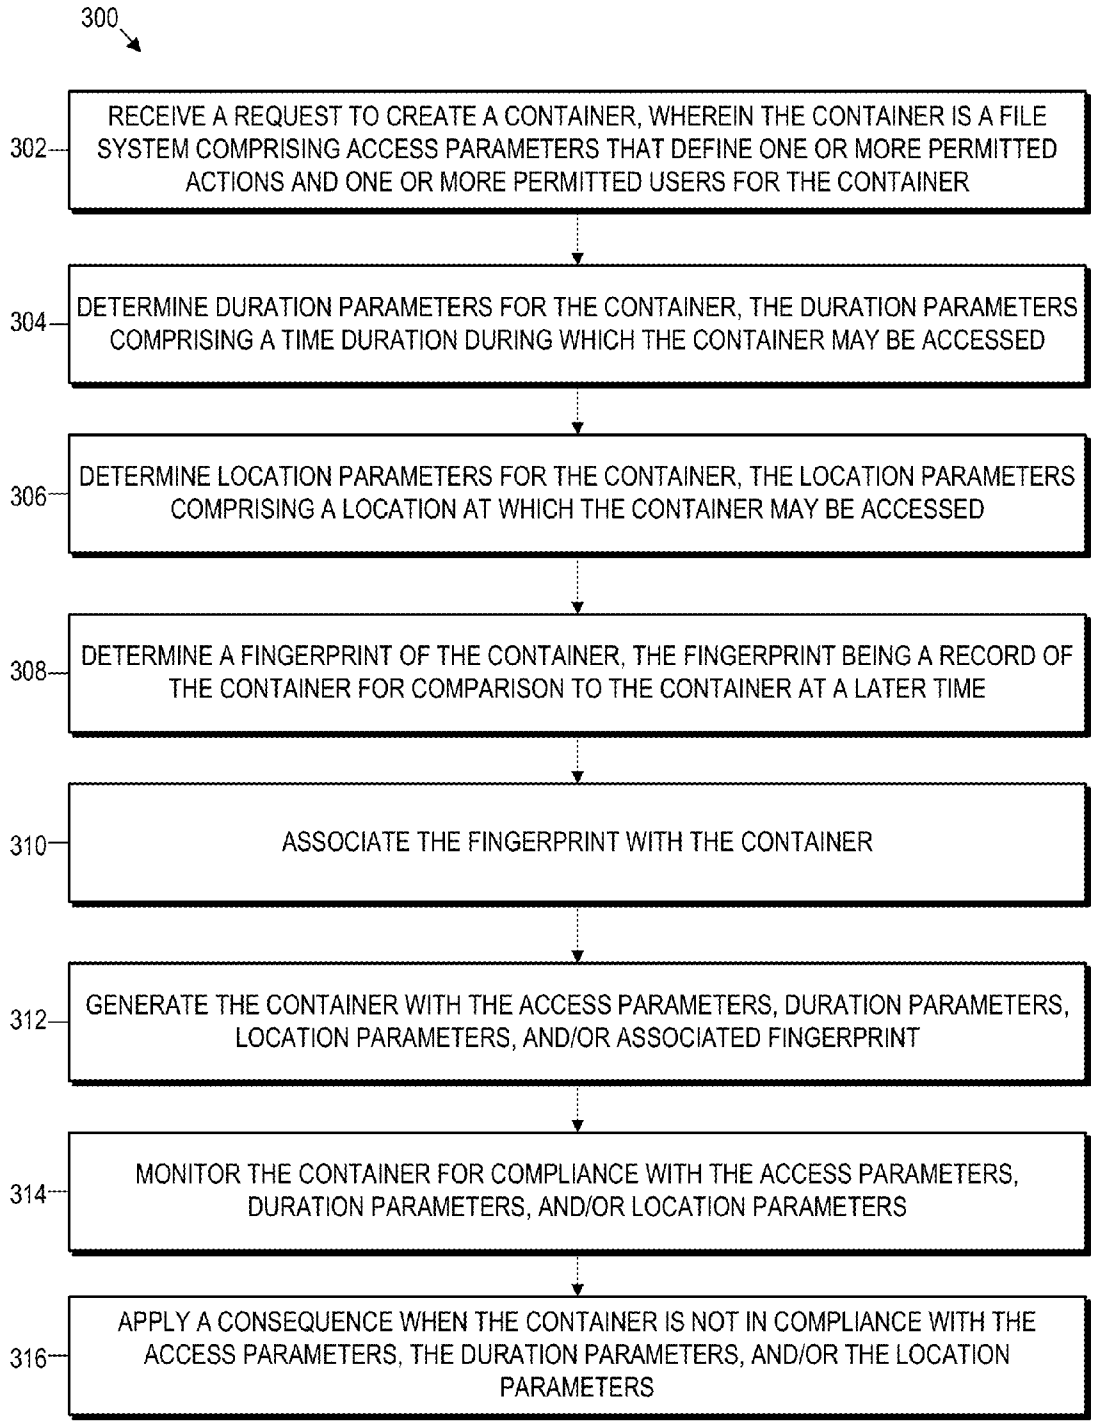 300
RECEIVE A REQUEST TO CREATE A CONTAINER, WHEREIN THE CONTAINER IS A FILE
SYSTEM COMPRISING ACCESS PARAMETERS THAT DEFINE ONE OR MORE PERMITTED
ACTIONS AND ONE OR MORE PERMITTED USERS FOR THE CONTAINER
302
DETERMINE DURATION PARAMETERS FOR THE CONTAINER, THE DURATION PARAMETERS
COMPRISING A TIME DURATION DURING WHICH THE CONTAINER MAY BE ACCESSED
304
DETERMINE LOCATION PARAMETERS FOR THE CONTAINER, THE LOCATION PARAMETERS
COMPRISING A LOCATION AT WHICH THE CONTAINER MAY BE ACCESSED
306
DETERMINE A FINGERPRINT OF THE CONTAINER, THE FINGERPRINT BEING A RECORD OF
THE CONTAINER FOR COMPARISON TO THE CONTAINER AT A LATER TIME
308
ASSOCIATE THE FINGERPRINT WITH THE CONTAINER
310
GENERATE THE CONTAINER WITH THE ACCESS PARAMETERS, DURATION PARAMETERS,
LOCATION PARAMETERS, AND/OR ASSOCIATED FINGERPRINT
312
MONITOR THE CONTAINER FOR COMPLIANCE WITH THE ACCESS PARAMETERS,
DURATION PARAMETERS, AND/OR LOCATION PARAMETERS
314
APPLY A CONSEQUENCE WHEN THE CONTAINER IS NOT IN COMPLIANCE WITH THE
ACCESS PARAMETERS, THE DURATION PARAMETERS, AND/OR THE LOCATION
PARAMETERS
316